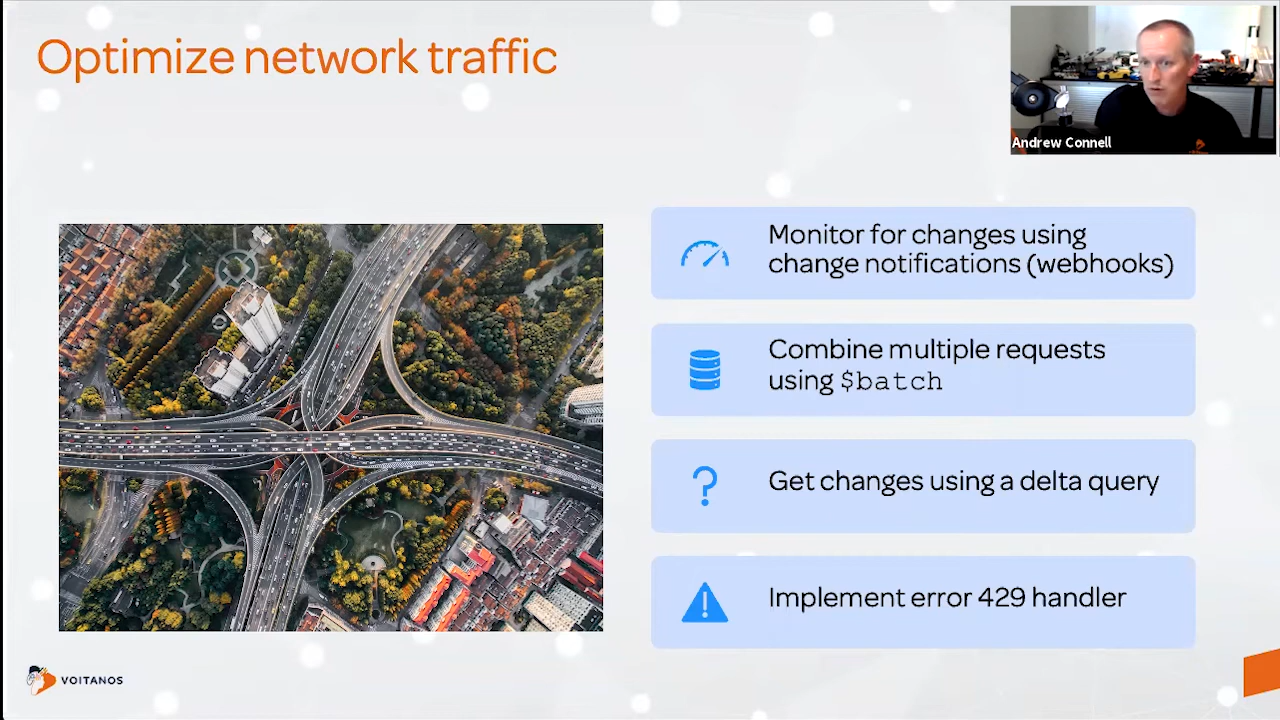 Optimize network traffic
Andrew Connell
Monitor for changes using
change notifications (webhooks)
Combine multiple requests
using $batch
Get changes using a delta query
Implement error 429 handler
VOITANOS